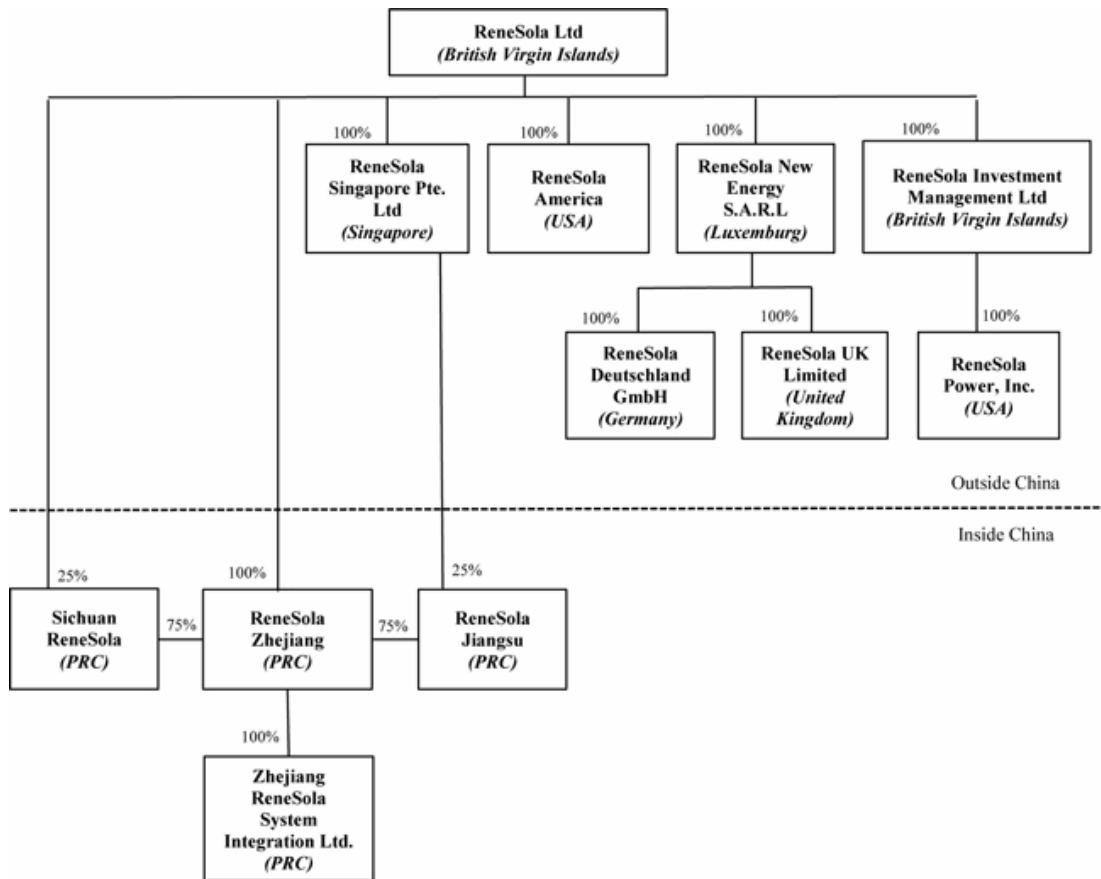 ReneSola Ltd
(British Virgin Islands)
100%
100%
100%
100%
ReneSola
Singapore Pte.
Ltd
(Singapore)
ReneSola
America
(USA)
ReneSola New
Energy
S.A.R.L
(Luxemburg)
ReneSola Investment
Management Ltd
(British Virgin Islands)
100%
100%
100%
ReneSola
Deutschland
GmbH
(Germany)
ReneSola UK
Limited
(United
Kingdom)
ReneSola
Power, Inc.
(USA)
Outside China
Inside China
25%
100%
25%
Sichuan
ReneSola
(PRC)
75%
ReneSola
Zhejiang
(PRC)
75%
ReneSola
Jiangsu
(PRC)
100%
Zhejiang
ReneSola
System
Integration Ltd.
(PRC)